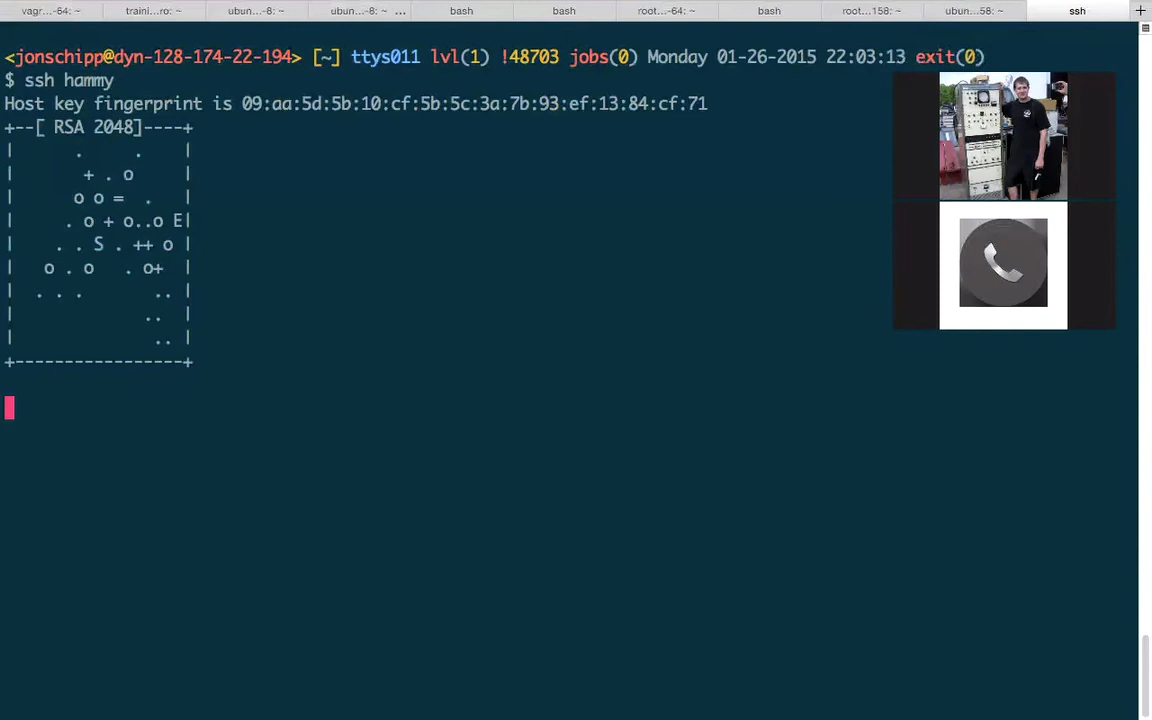 vagr...-64: ~ traini...ro: ~ ubun...-8: ~ ubun...-8: ~ ... bash bash root...-64: ~ bash root...158: ~ ubun...58: ~ ssh +
<jonschipp@dyn-128-174-22-194> [~] ttys011 lvl(1) !48703 jobs(0) Monday 01-26-2015 22:03:13 exit(0)
$ ssh hammy
Host key fingerprint is 09:aa:5d:5b:10:cf:5b:5c:3a:7b:93:ef:13:84:cf:71
+--[ RSA 2048]----+
|       .     .    |
|        + . o     |
|       o o =  .   |
|      . o + o..o E|
|     . . S . ++ o |
|    o . o   . o+  |
|   . . .       .. |
|              ..  |
|               .. |
+-----------------+